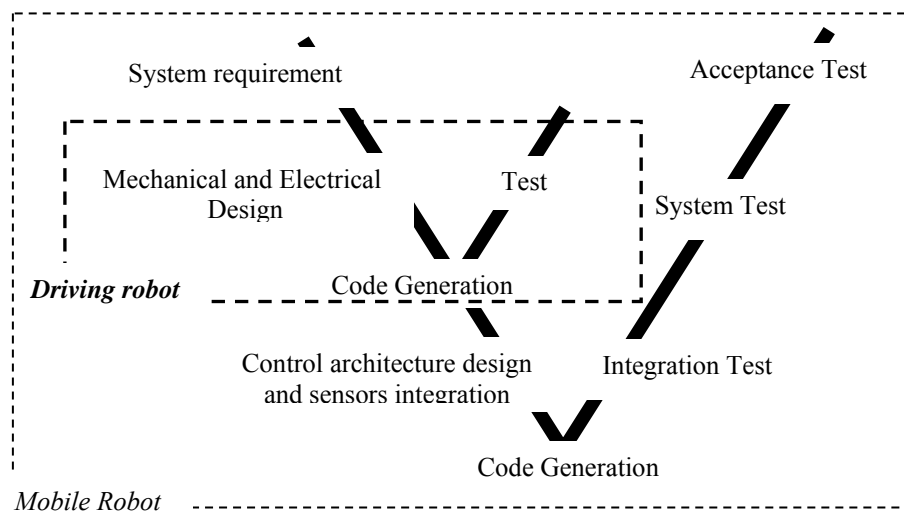 System requirement
Acceptance Test
Mechanical and Electrical
Design
Test
System Test
Driving robot
Code Generation
Control architecture design
and sensors integration
Integration Test
Code Generation
Mobile Robot